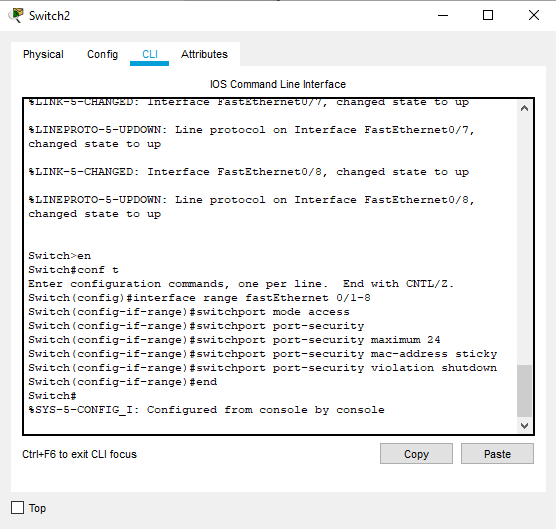 Switch2
Physical Config CLI Attributes
IOS Command Line Interface
%LINK-5-CHANGED: Interface FastEthernet0/7, changed state to up
%LINEPROTO-5-UPDOWN: Line protocol on Interface FastEthernet0/7,
changed state to up
%LINK-5-CHANGED: Interface FastEthernet0/8, changed state to up
%LINEPROTO-5-UPDOWN: Line protocol on Interface FastEthernet0/8,
changed state to up
Switch>en
Switch#conf t
Enter configuration commands, one per line.  End with CNTL/Z.
Switch(config)#interface range fastEthernet 0/1-8
Switch(config-if-range)#switchport mode access
Switch(config-if-range)#switchport port-security
Switch(config-if-range)#switchport port-security maximum 24
Switch(config-if-range)#switchport port-security mac-address sticky
Switch(config-if-range)#switchport port-security violation shutdown
Switch(config-if-range)#end
Switch#
%SYS-5-CONFIG_I: Configured from console by console
Ctrl+F6 to exit CLI focus
Copy Paste
Top